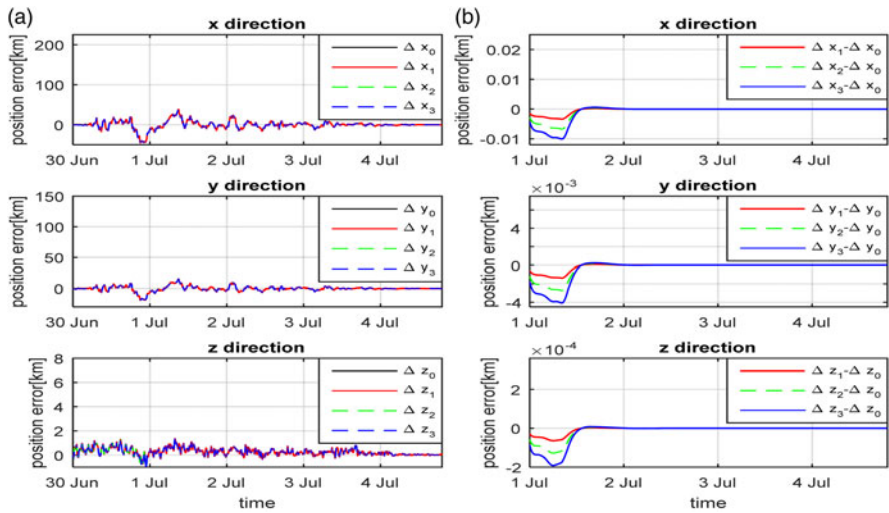 (a)
x direction
position error[km]
200
100
0
Δ x0
Δ x1
Δ x2
Δ x3
30 Jun 1 Jul 2 Jul 3 Jul 4 Jul
y direction
position error[km]
150
100
50
0
Δ y0
Δ y1
Δ y2
Δ y3
30 Jun 1 Jul 2 Jul 3 Jul 4 Jul
z direction
position error[km]
8
6
4
2
0
Δ z0
Δ z1
Δ z2
Δ z3
30 Jun 1 Jul 2 Jul 3 Jul 4 Jul
time
(b)
x direction
position error[km]
0.02
0.01
0
-0.01
Δ x1-Δ x0
Δ x2-Δ x0
Δ x3-Δ x0
1 Jul 2 Jul 3 Jul 4 Jul
× 10-3
y direction
position error[km]
4
0
-4
Δ y1-Δ y0
Δ y2-Δ y0
Δ y3-Δ y0
1 Jul 2 Jul 3 Jul 4 Jul
× 10-4
z direction
position error[km]
2
0
-2
Δ z1-Δ z0
Δ z2-Δ z0
Δ z3-Δ z0
1 Jul 2 Jul 3 Jul 4 Jul
time